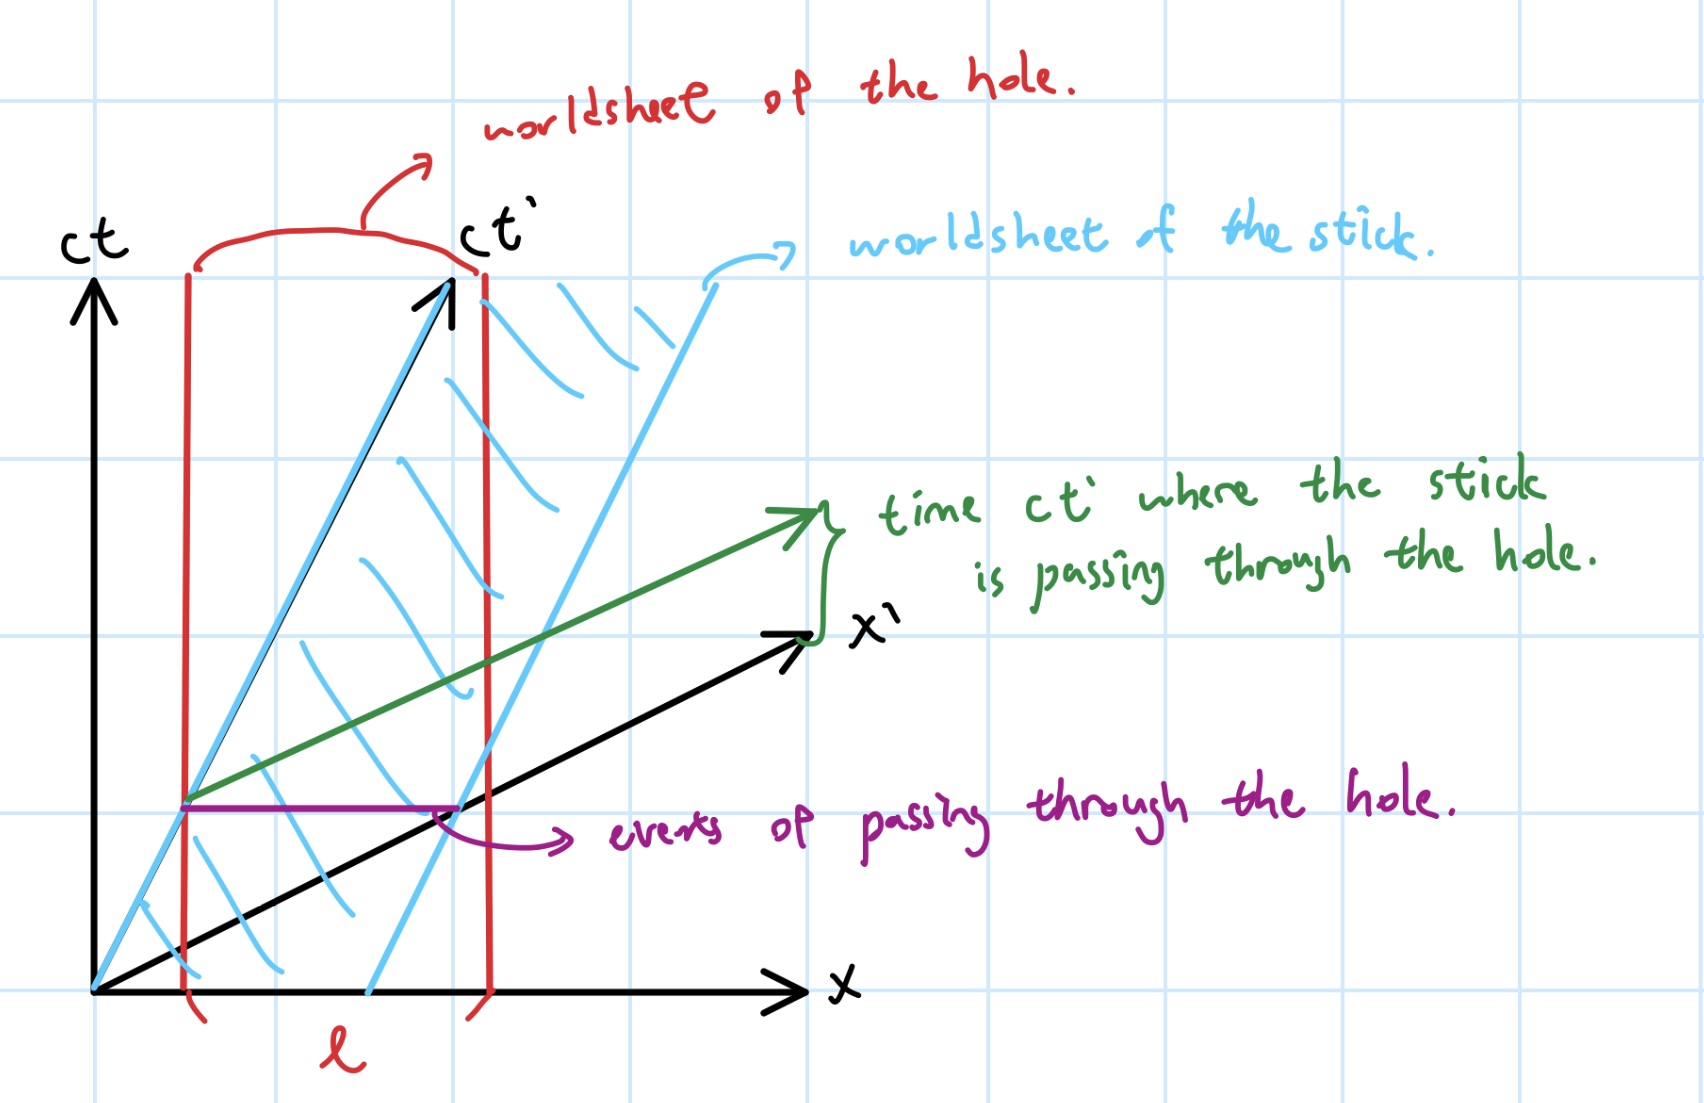 worldsheet of the hole.
ct
ct'
worldsheet of the stick.
time ct' where the stick
is passing through the hole.
x'
events of passing through the hole.
x
l